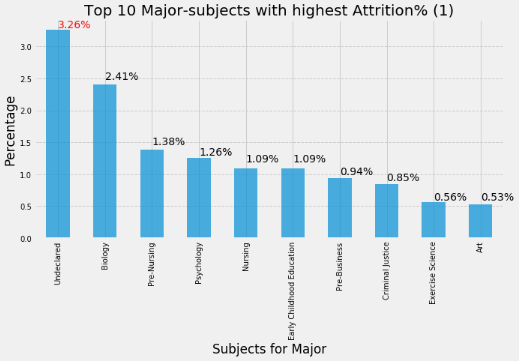 Top 10 Major-subjects with highest Attrition% (1)
3.26%
2.41%
1.38%
1.26%
1.09%
1.09%
0.94%
0.85%
0.56%
0.53%
Percentage
3.0
2.5
2.0
1.5
1.0
0.5
0.0
Undeclared
Biology
Pre-Nursing
Psychology
Nursing
Early Childhood Education
Pre-Business
Criminal Justice
Exercise Science
Art
Subjects for Major